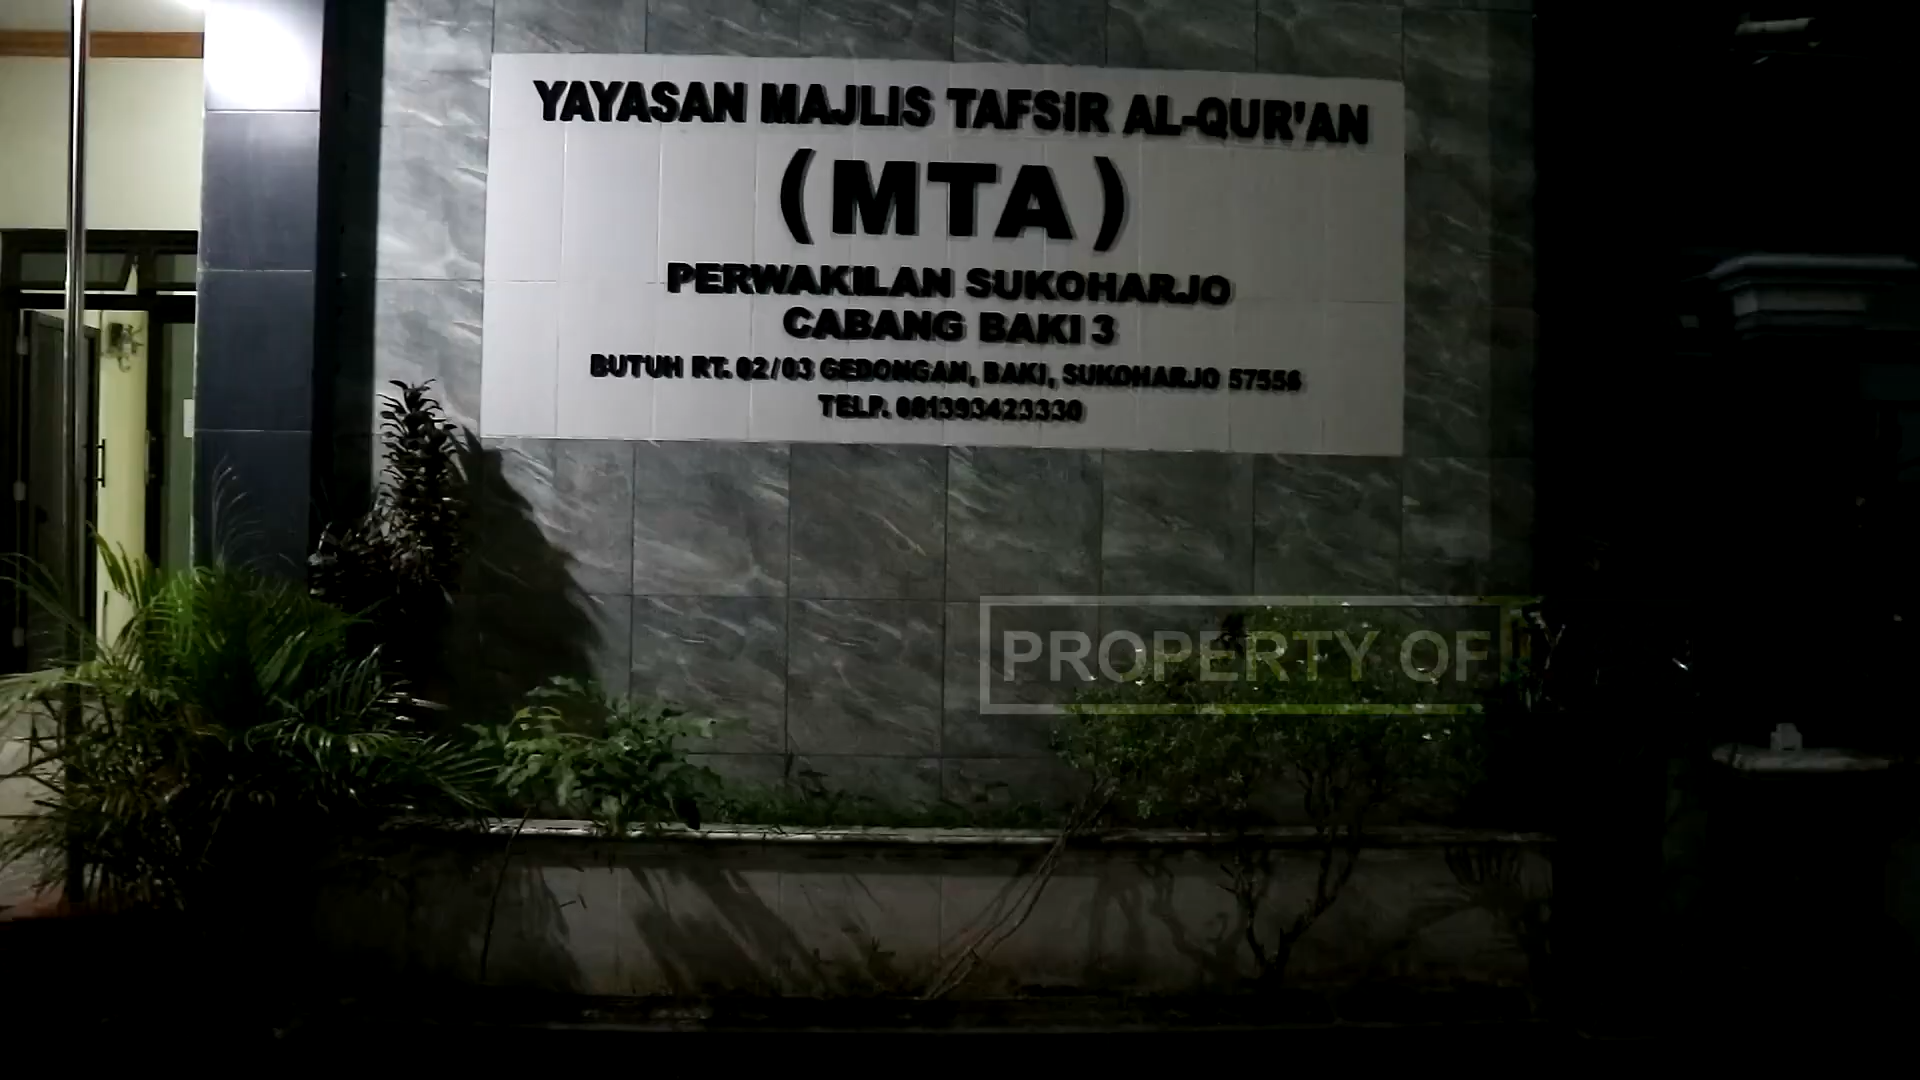 YAYASAN MAJLIS TAFSIR AL-QUR'AN
(MTA)
PERWAKILAN SUKOHARJO
CABANG BAKI 3
BUTUH RT. 02/03 GEDONGAN, BAKI, SUKOHARJO 57556
TELP. 081393423330
PROPERTY OF